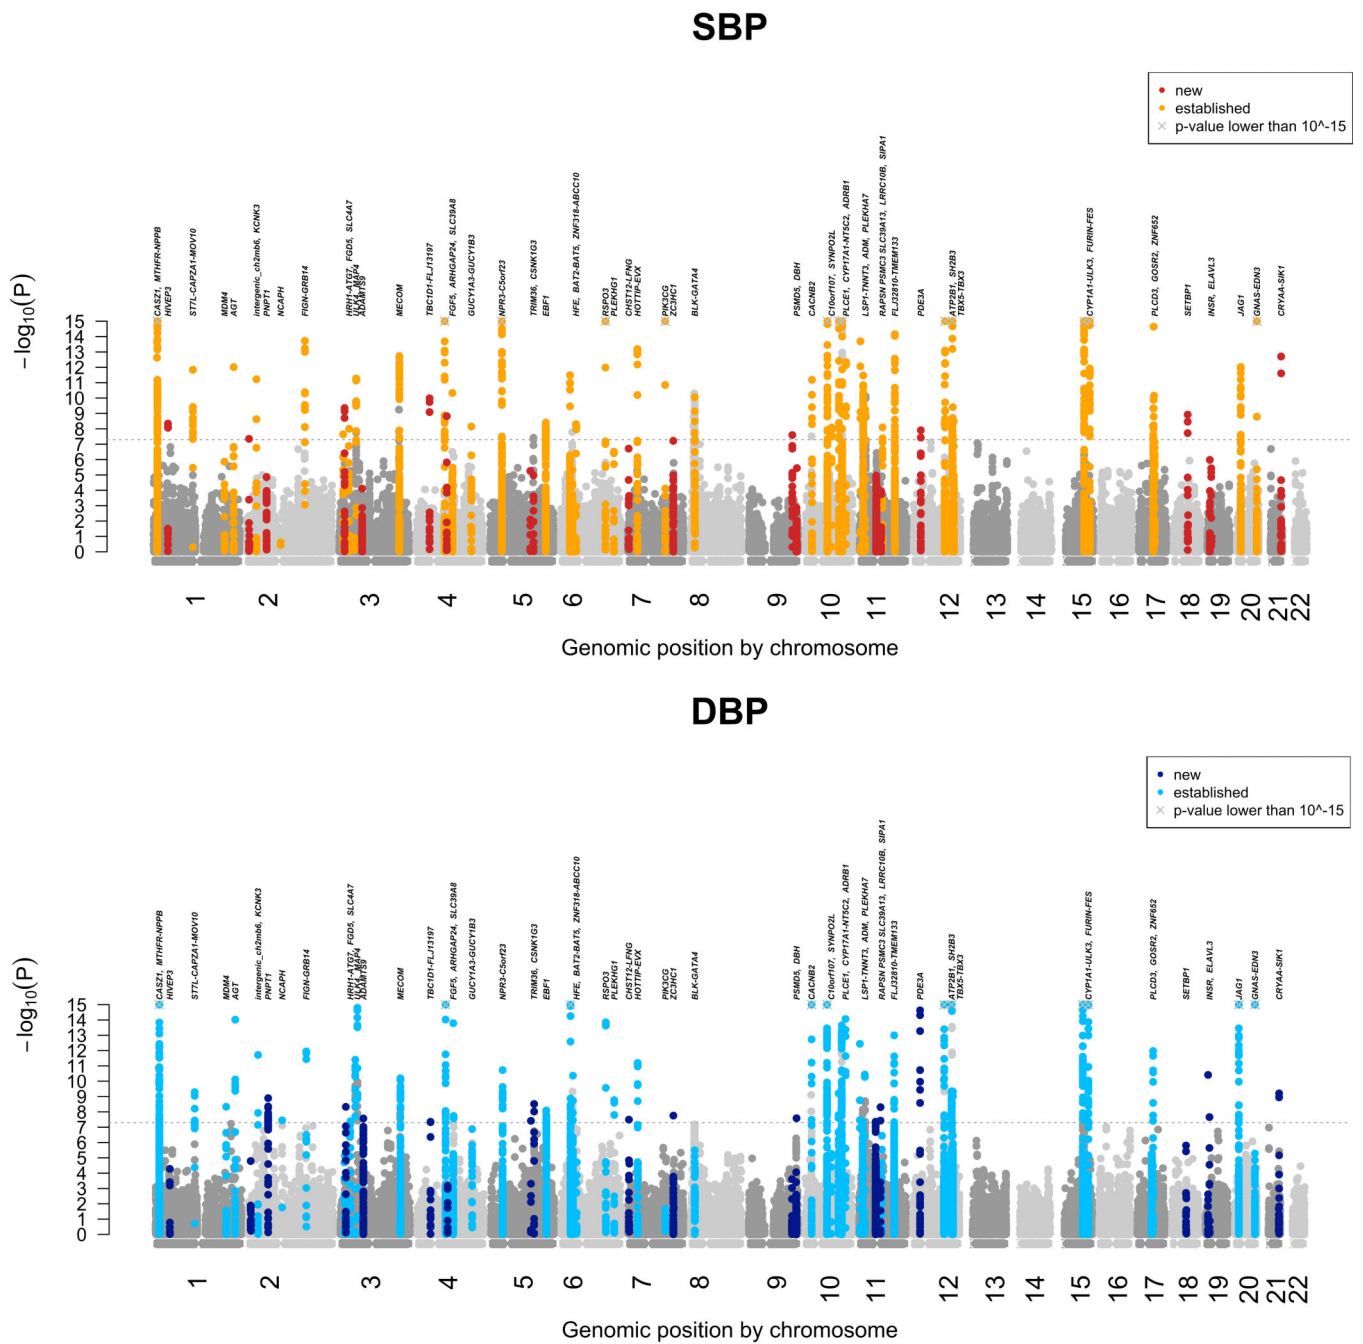 SBP
new
established
p-value lower than 10^-15
CASZ1, MTHFR-NPPB
HIVEP3
ST7L-CAPZA1-MOV10
MDM4
AGT
intergenic_ch2mb6, KCNK3
PNPT1
NCAPH
FIGN-GRB14
HRH1-ATG7, FGD5, SLC4A7
ULK4, MAP4
ADAMTS9
MECOM
TBC1D1-FLJ13197
FGF5, ARHGAP24, SLC39A8
GUCY1A3-GUCY1B3
NPR3-C5orf23
TRIM36, CSNK1G3
EBF1
HFE, BAT2-BAT5, ZNF318-ABCC10
RSPO3
PLEKHG1
CHST12-LFNG
HOTTIP-EVX
PIK3CG
ZC3HC1
BLK-GATA4
PSMD5, DBH
CACNB2
C10orf107, SYNPO2L
PLCE1, CYP17A1-NT5C2, ADRB1
LSP1-TNNT3, ADM, PLEKHA7
RAPSN PSMC3 SLC39A13, LRRC10B, SIPA1
FLJ32810-TMEM133
PDE3A
ATP2B1, SH2B3
TBX5-TBX3
CYP1A1-ULK3, FURIN-FES
PLCD3, GOSR2, ZNF652
SETBP1
INSR, ELAVL3
JAG1
GNAS-EDN3
CRYAA-SIK1
−log10(P)
15
14
13
12
11
10
9
8
7
6
5
4
3
2
1
0
1 2 3 4 5 6 7 8 9 10 11 12 13 14 15 16 17 18 19 20 21 22
Genomic position by chromosome
DBP
new
established
p-value lower than 10^-15
CASZ1, MTHFR-NPPB
HIVEP3
ST7L-CAPZA1-MOV10
MDM4
AGT
intergenic_ch2mb6, KCNK3
PNPT1
NCAPH
FIGN-GRB14
HRH1-ATG7, FGD5, SLC4A7
ULK4, MAP4
ADAMTS9
MECOM
TBC1D1-FLJ13197
FGF5, ARHGAP24, SLC39A8
GUCY1A3-GUCY1B3
NPR3-C5orf23
TRIM36, CSNK1G3
EBF1
HFE, BAT2-BAT5, ZNF318-ABCC10
RSPO3
PLEKHG1
CHST12-LFNG
HOTTIP-EVX
PIK3CG
ZC3HC1
BLK-GATA4
PSMD5, DBH
CACNB2
C10orf107, SYNPO2L
PLCE1, CYP17A1-NT5C2, ADRB1
LSP1-TNNT3, ADM, PLEKHA7
RAPSN PSMC3 SLC39A13, LRRC10B, SIPA1
FLJ32810-TMEM133
PDE3A
ATP2B1, SH2B3
TBX5-TBX3
CYP1A1-ULK3, FURIN-FES
PLCD3, GOSR2, ZNF652
SETBP1
INSR, ELAVL3
JAG1
GNAS-EDN3
CRYAA-SIK1
−log10(P)
15
14
13
12
11
10
9
8
7
6
5
4
3
2
1
0
1 2 3 4 5 6 7 8 9 10 11 12 13 14 15 16 17 18 19 20 21 22
Genomic position by chromosome